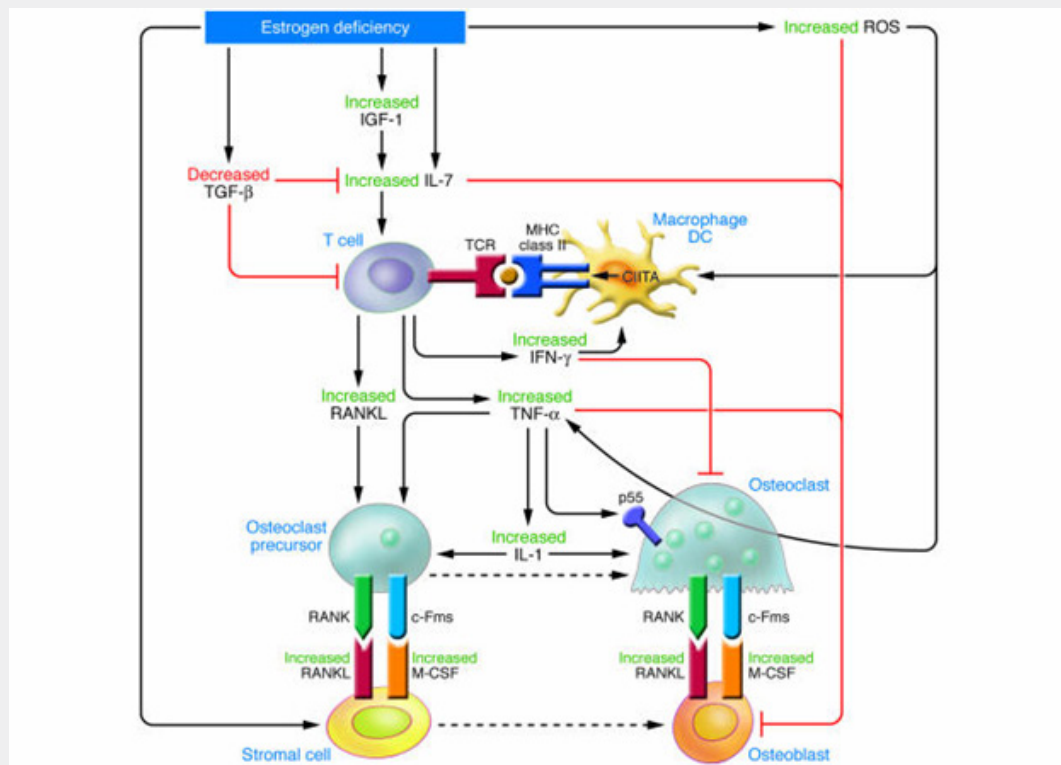 Estrogen deficiency
Increased ROS
Increased
IGF-1
Decreased
TGF-β
Increased IL-7
T cell
TCR
MHC
class II
Macrophage
DC
CIITA
Increased
IFN-γ
Increased
RANKL
Increased
TNF-α
p55
Osteoclast
Osteoclast
precursor
Increased
IL-1
RANK
c-Fms
RANK
c-Fms
Increased
RANKL
Increased
M-CSF
Increased
RANKL
Increased
M-CSF
Stromal cell
Osteoblast